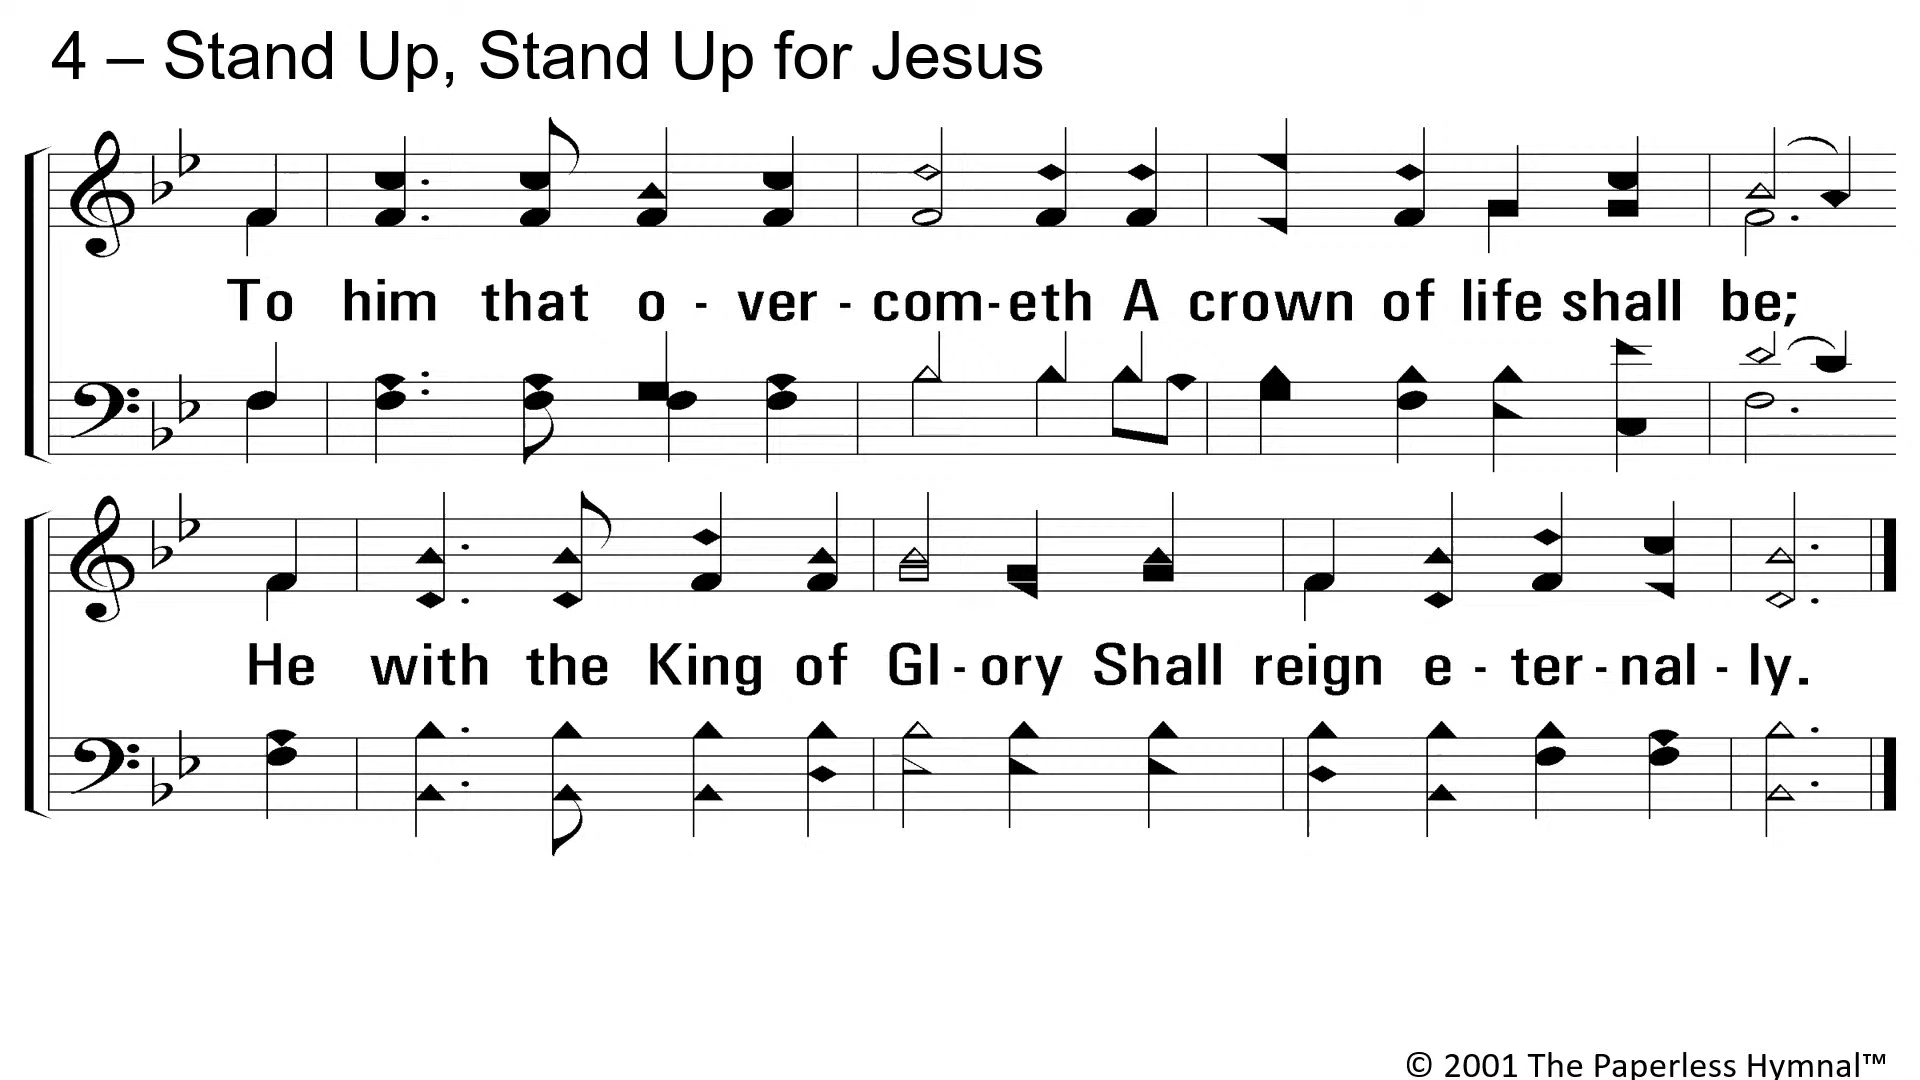 4 – Stand Up, Stand Up for Jesus
To him that o - ver - com-eth A crown of life shall be;
He with the King of Gl - ory Shall reign e - ter - nal - ly.
© 2001 The Paperless Hymnal™